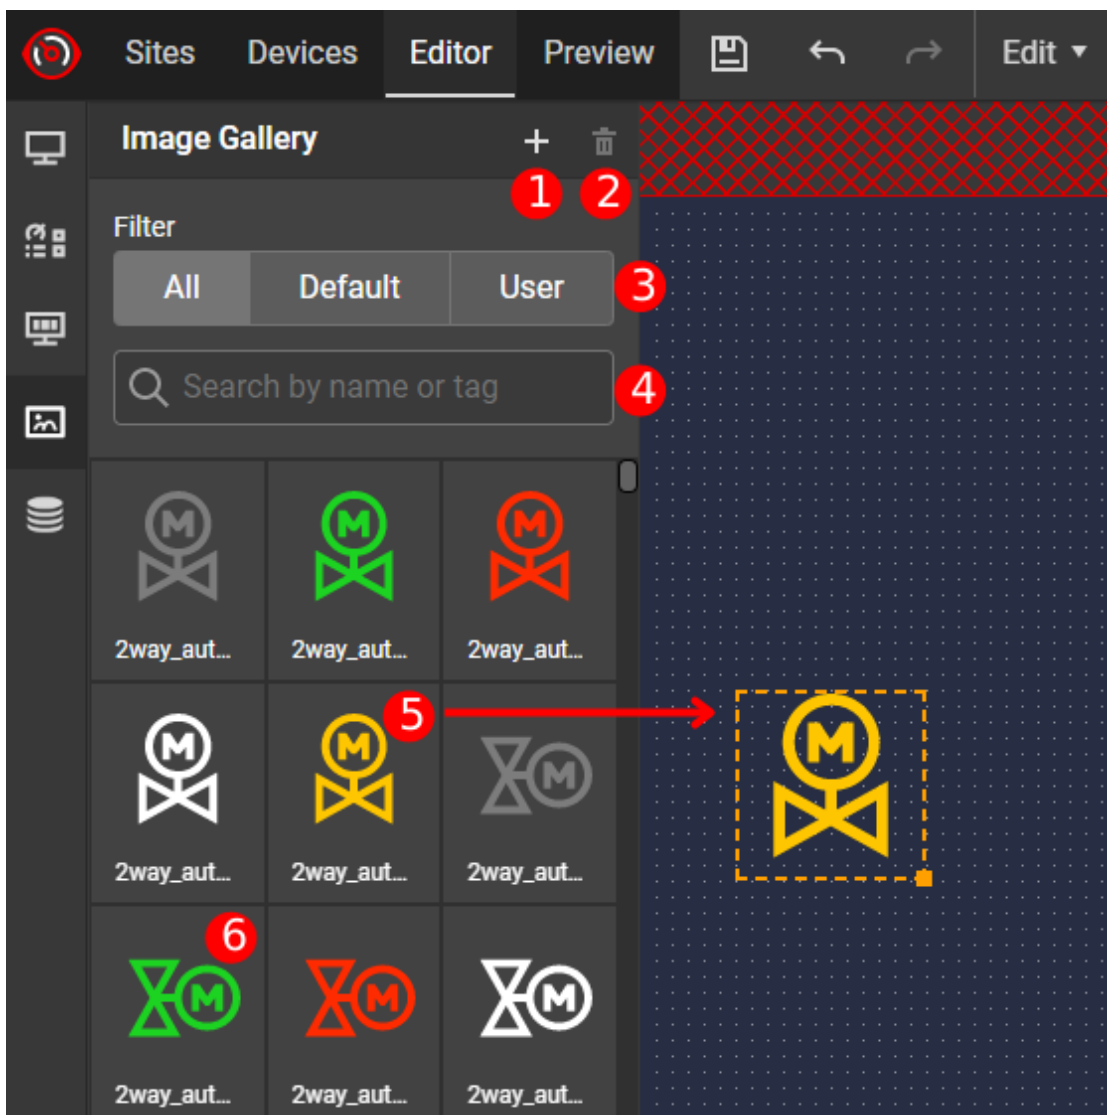 Sites Devices Editor Preview Edit
Image Gallery
1 2
Filter
All Default User 3
Search by name or tag 4
M M M
2way_aut... 2way_aut... 2way_aut...
5
M M M M
2way_aut... 2way_aut... 2way_aut...
6
M M M
2way_aut... 2way_aut... 2way_aut...